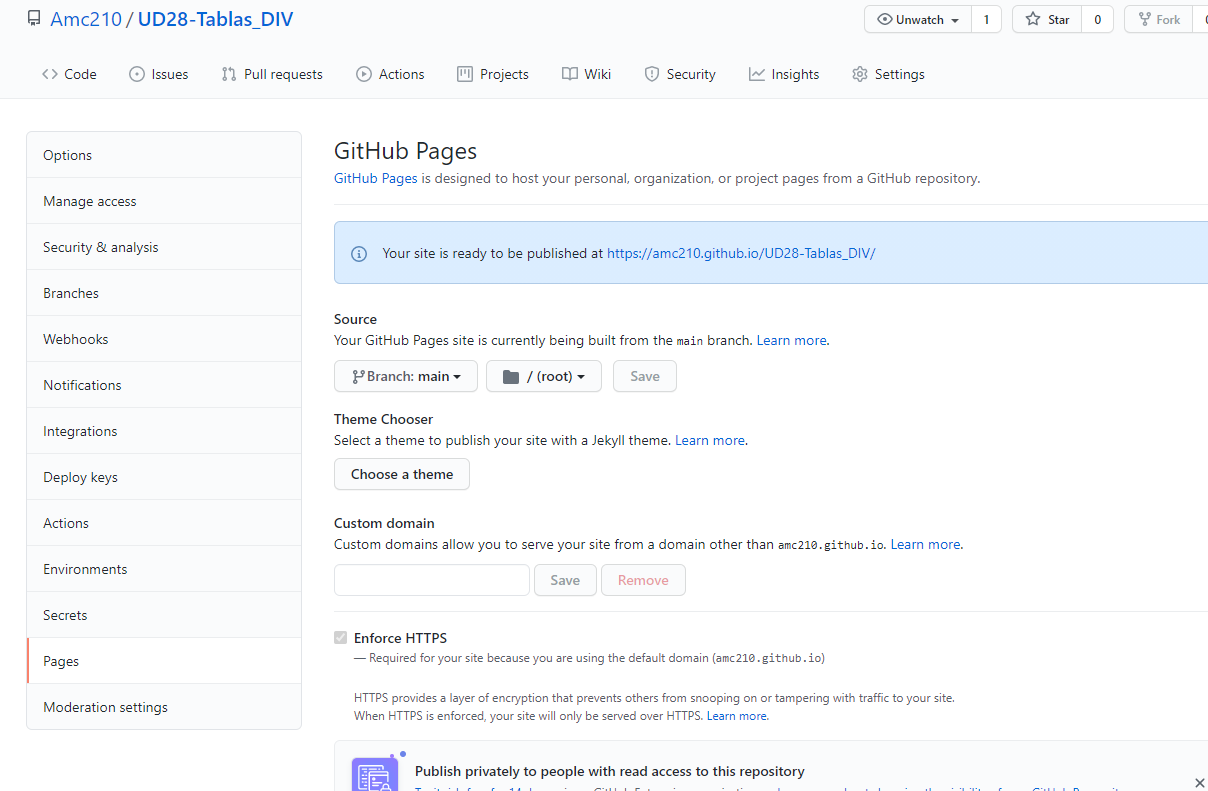 Amc210 / UD28-Tablas_DIV
Unwatch 1 Star 0 Fork
Code Issues Pull requests Actions Projects Wiki Security Insights Settings
Options
Manage access
Security & analysis
Branches
Webhooks
Notifications
Integrations
Deploy keys
Actions
Environments
Secrets
Pages
Moderation settings
GitHub Pages
GitHub Pages is designed to host your personal, organization, or project pages from a GitHub repository.
Your site is ready to be published at https://amc210.github.io/UD28-Tablas_DIV/
Source
Your GitHub Pages site is currently being built from the main branch. Learn more.
Branch: main / (root) Save
Theme Chooser
Select a theme to publish your site with a Jekyll theme. Learn more.
Choose a theme
Custom domain
Custom domains allow you to serve your site from a domain other than amc210.github.io. Learn more.
Save Remove
Enforce HTTPS
— Required for your site because you are using the default domain (amc210.github.io)
HTTPS provides a layer of encryption that prevents others from snooping on or tampering with traffic to your site.
When HTTPS is enforced, your site will only be served over HTTPS. Learn more.
Publish privately to people with read access to this repository